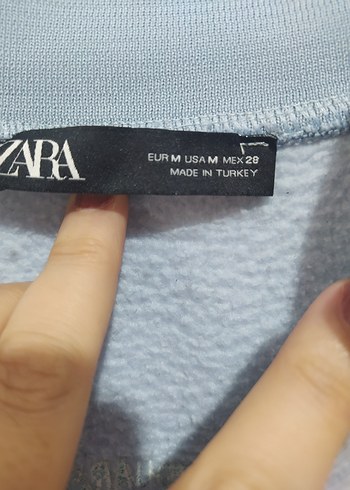 ZARA
EUR M USA M MEX 28
MADE IN TURKEY